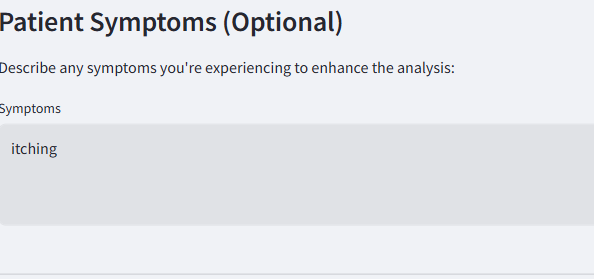 Patient Symptoms (Optional)
Describe any symptoms you're experiencing to enhance the analysis:
Symptoms
itching